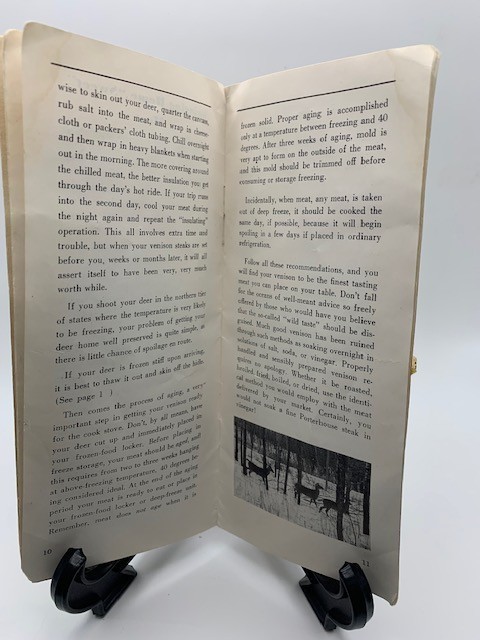 wise to skin out your deer, quarter the carcass,
rub salt into the meat, and wrap in cheese-
cloth or packers' cloth tubing. Chill overnight
and then wrap in heavy blankets when starting
out in the morning. The more covering around
the chilled meat, the better insulation you get
through the day's hot ride. If your trip runs
into the second day, cool your meat during
the night again and repeat the "insulating"
operation. This all involves extra time and
trouble, but when your venison steaks are set
before you, weeks or months later, it will all
assert itself to have been very, very much
worth while.
If you shoot your deer in the northern tier
of states where the temperature is very likely
to be freezing, your problem of getting your
deer home well preserved is quite simple, as
there is little chance of spoilage en route.
If your deer is frozen stiff upon arriving,
it is best to thaw it out and skin off the hide.
(See page 1 )
Then comes the process of aging, a very
important step in getting your venison ready
for the cook stove. Don't, by all means, have
your deer cut up and immediately placed in
your frozen-food locker. Before placing in
freeze storage, your meat should be aged, and
this requires from two to three weeks hanging
at above-freezing temperature, 40 degrees be-
ing considered ideal. At the end of the aging
period your meat is ready to eat or place in
your frozen-food locker or deep-freeze unit.
Remember, meat does not age when it is
10
frozen solid. Proper aging is accomplished
only at a temperature between freezing and 40
degrees. After three weeks of aging, mold is
very apt to form on the outside of the meat,
and this mold should be trimmed off before
consuming or storage freezing.
Incidentally, when meat, any meat, is taken
out of deep freeze, it should be cooked the
same day, if possible, because it will begin
spoiling in a few days if placed in ordinary
refrigeration.
Follow all these recommendations, and you
will find your venison to be the finest tasting
meat you can place on your table. Don't fall
for the oceans of well-meant advice so freely
offered by those who would have you believe
that the so-called "wild taste" should be dis-
guised. Much good venison has been ruined
through such methods as soaking overnight in
solutions of salt, soda, or vinegar. Properly
handled and sensibly prepared venison re-
quires no apology. Whether it be roasted,
broiled, fried, boiled, or dried, use the identi-
cal method you would employ with the meat
delivered by your market. Certainly, you
would not soak a fine Porterhouse steak in
vinegar!
11